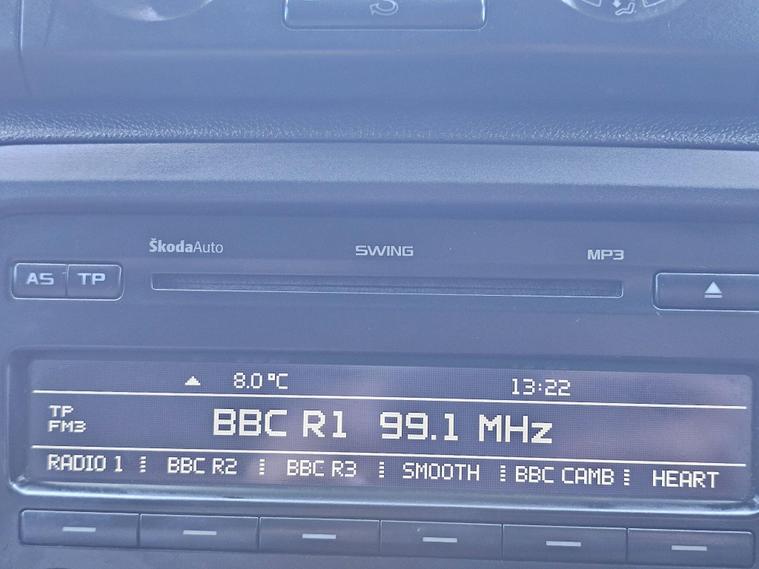 ŠkodaAuto SWING MP3
AS TP
8.0 °C 13:22
TP
FM3
BBC R1 99.1 MHz
RADIO 1 BBC R2 BBC R3 SMOOTH BBC CAMB HEART